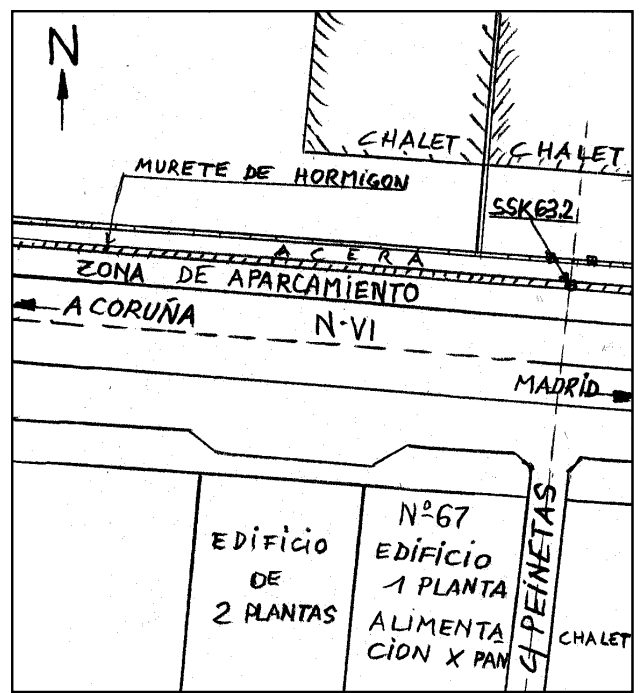 N
CHALET
CHALET
MURETE DE HORMIGON
SSK63.2
ACERA
ZONA DE APARCAMIENTO
A CORUÑA
N-VI
MADRID
EDIFICIO
DE
2 PLANTAS
Nº67
EDIFICIO
1 PLANTA
ALIMENTA
CION X PAN
C/ PEINETAS
CHALET